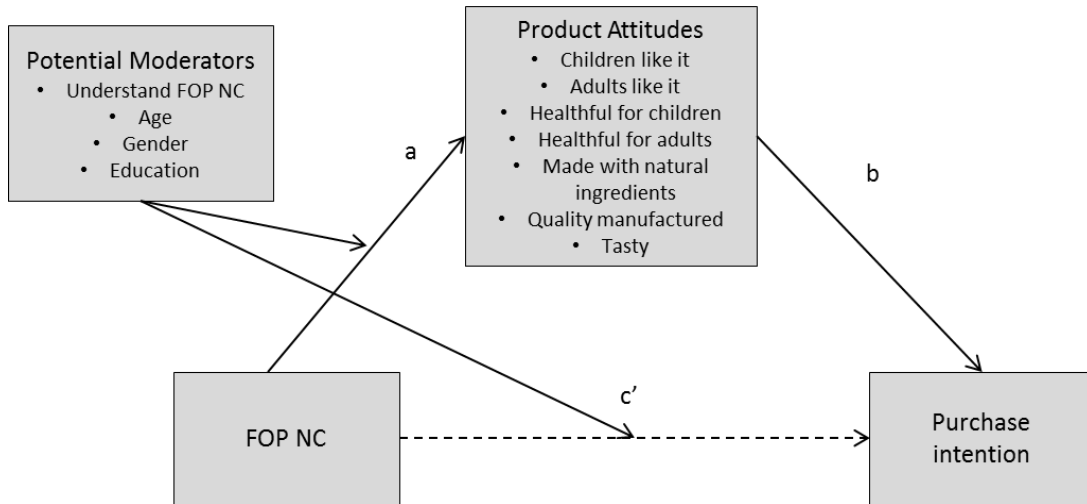 Potential Moderators
• Understand FOP NC
• Age
• Gender
• Education
Product Attitudes
• Children like it
• Adults like it
• Healthful for children
• Healthful for adults
• Made with natural
ingredients
• Quality manufactured
• Tasty
a
b
c’
FOP NC
Purchase
intention